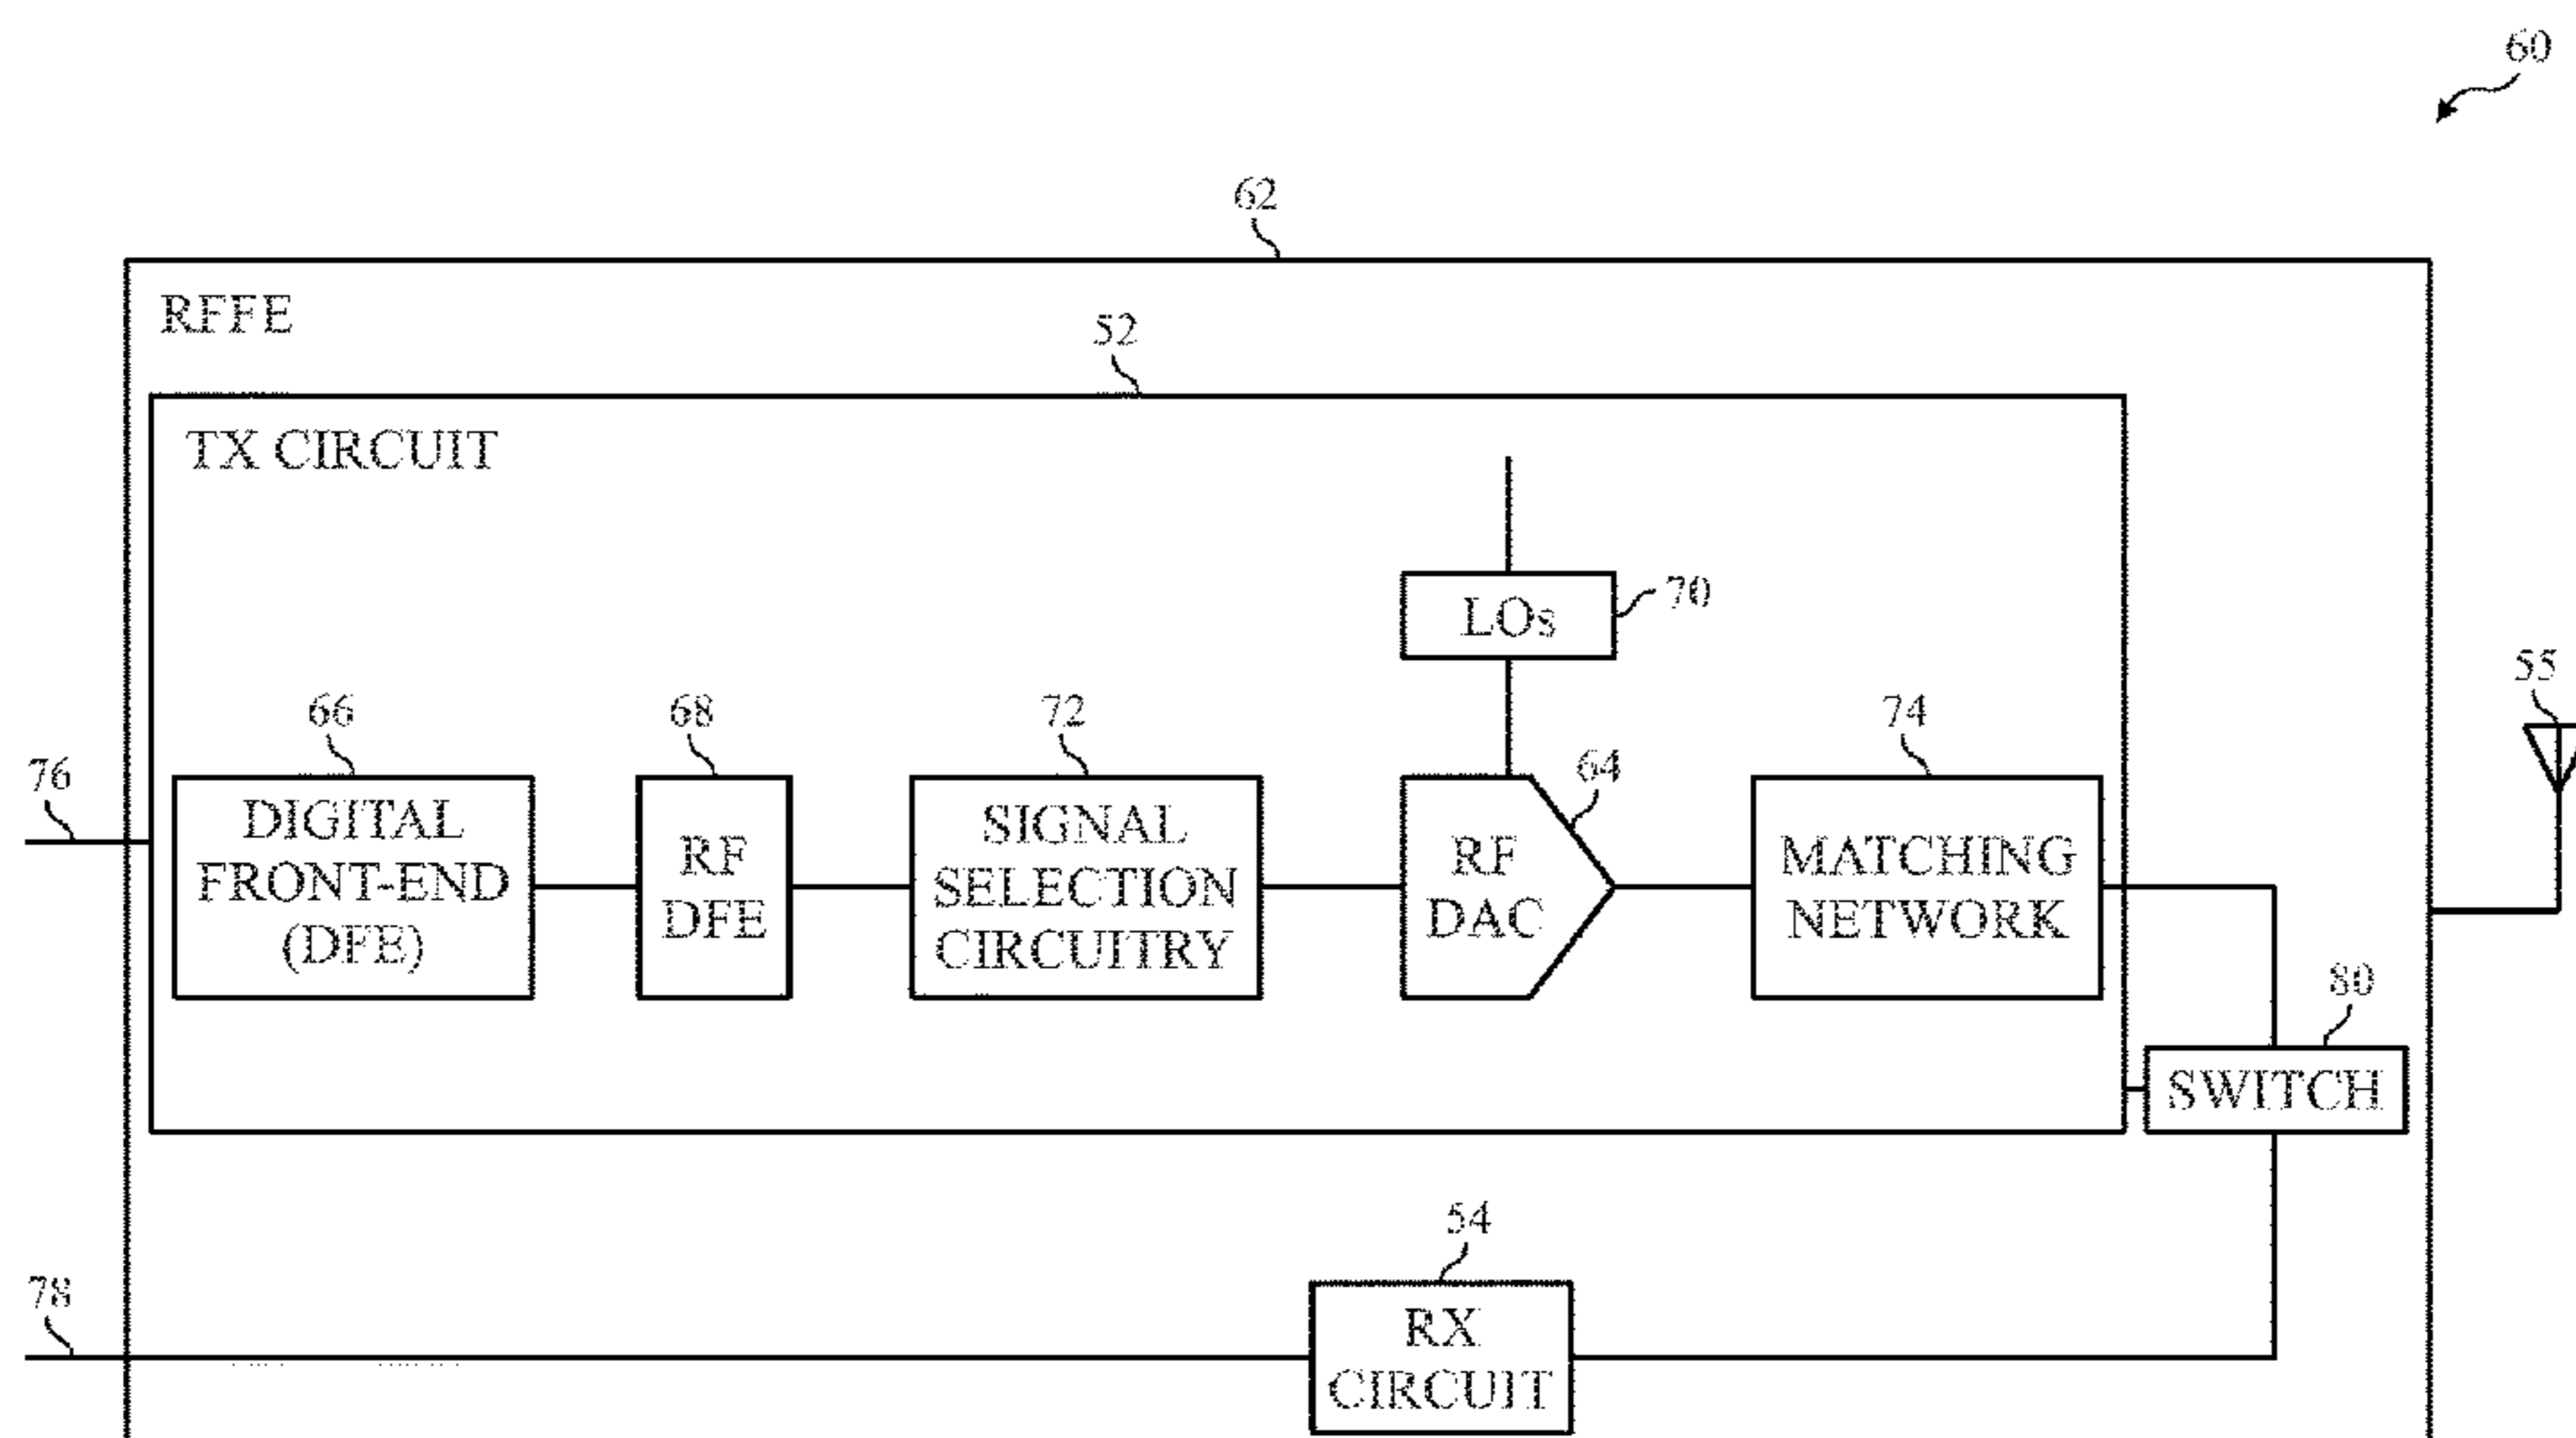 60
62
RFFE
52
TX CIRCUIT
LOs
70
55
66
68
72
74
76
64
DIGITAL
FRONT-END
(DFE)
RF
DFE
SIGNAL
SELECTION
CIRCUITRY
RF
DAC
MATCHING
NETWORK
80
SWITCH
54
78
RX
CIRCUIT